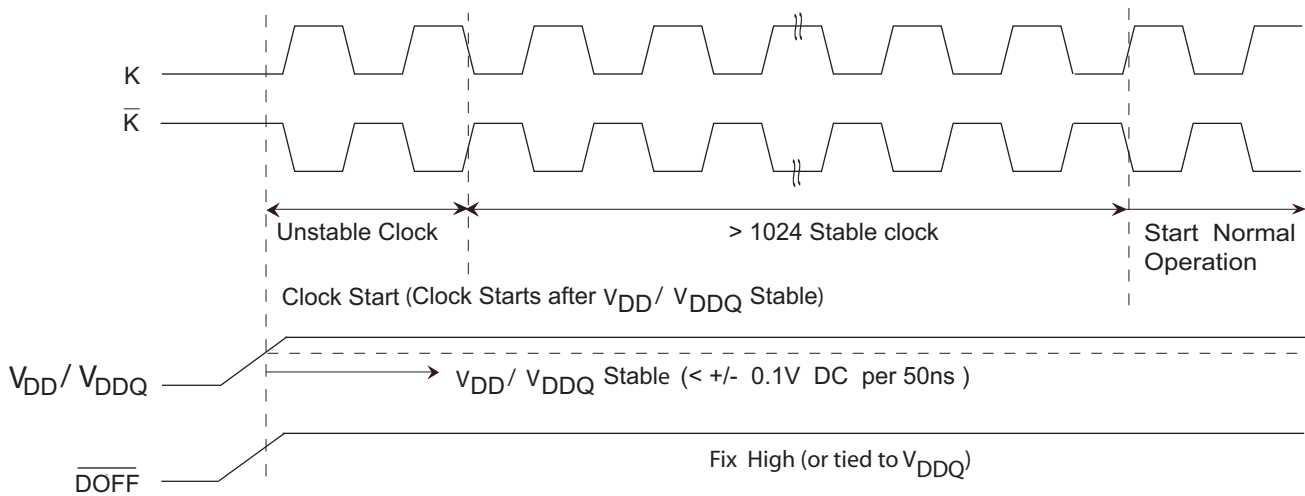 K
K̅
Unstable Clock
> 1024 Stable clock
Start Normal
Operation
Clock Start (Clock Starts after VDD / VDDQ Stable)
VDD / VDDQ
VDD / VDDQ Stable (< +/- 0.1V DC per 50ns )
Fix High (or tied to VDDQ)
D̅O̅F̅F̅